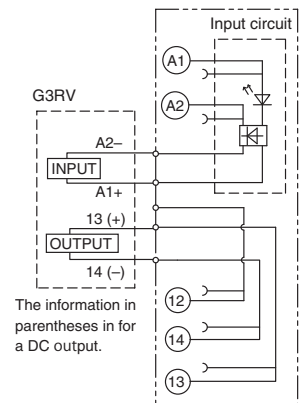 Input circuit
A1
G3RV
A2
A2–
INPUT
A1+
13 (+)
OUTPUT
14 (–)
The information in
parentheses in for
a DC output.
12
14
13